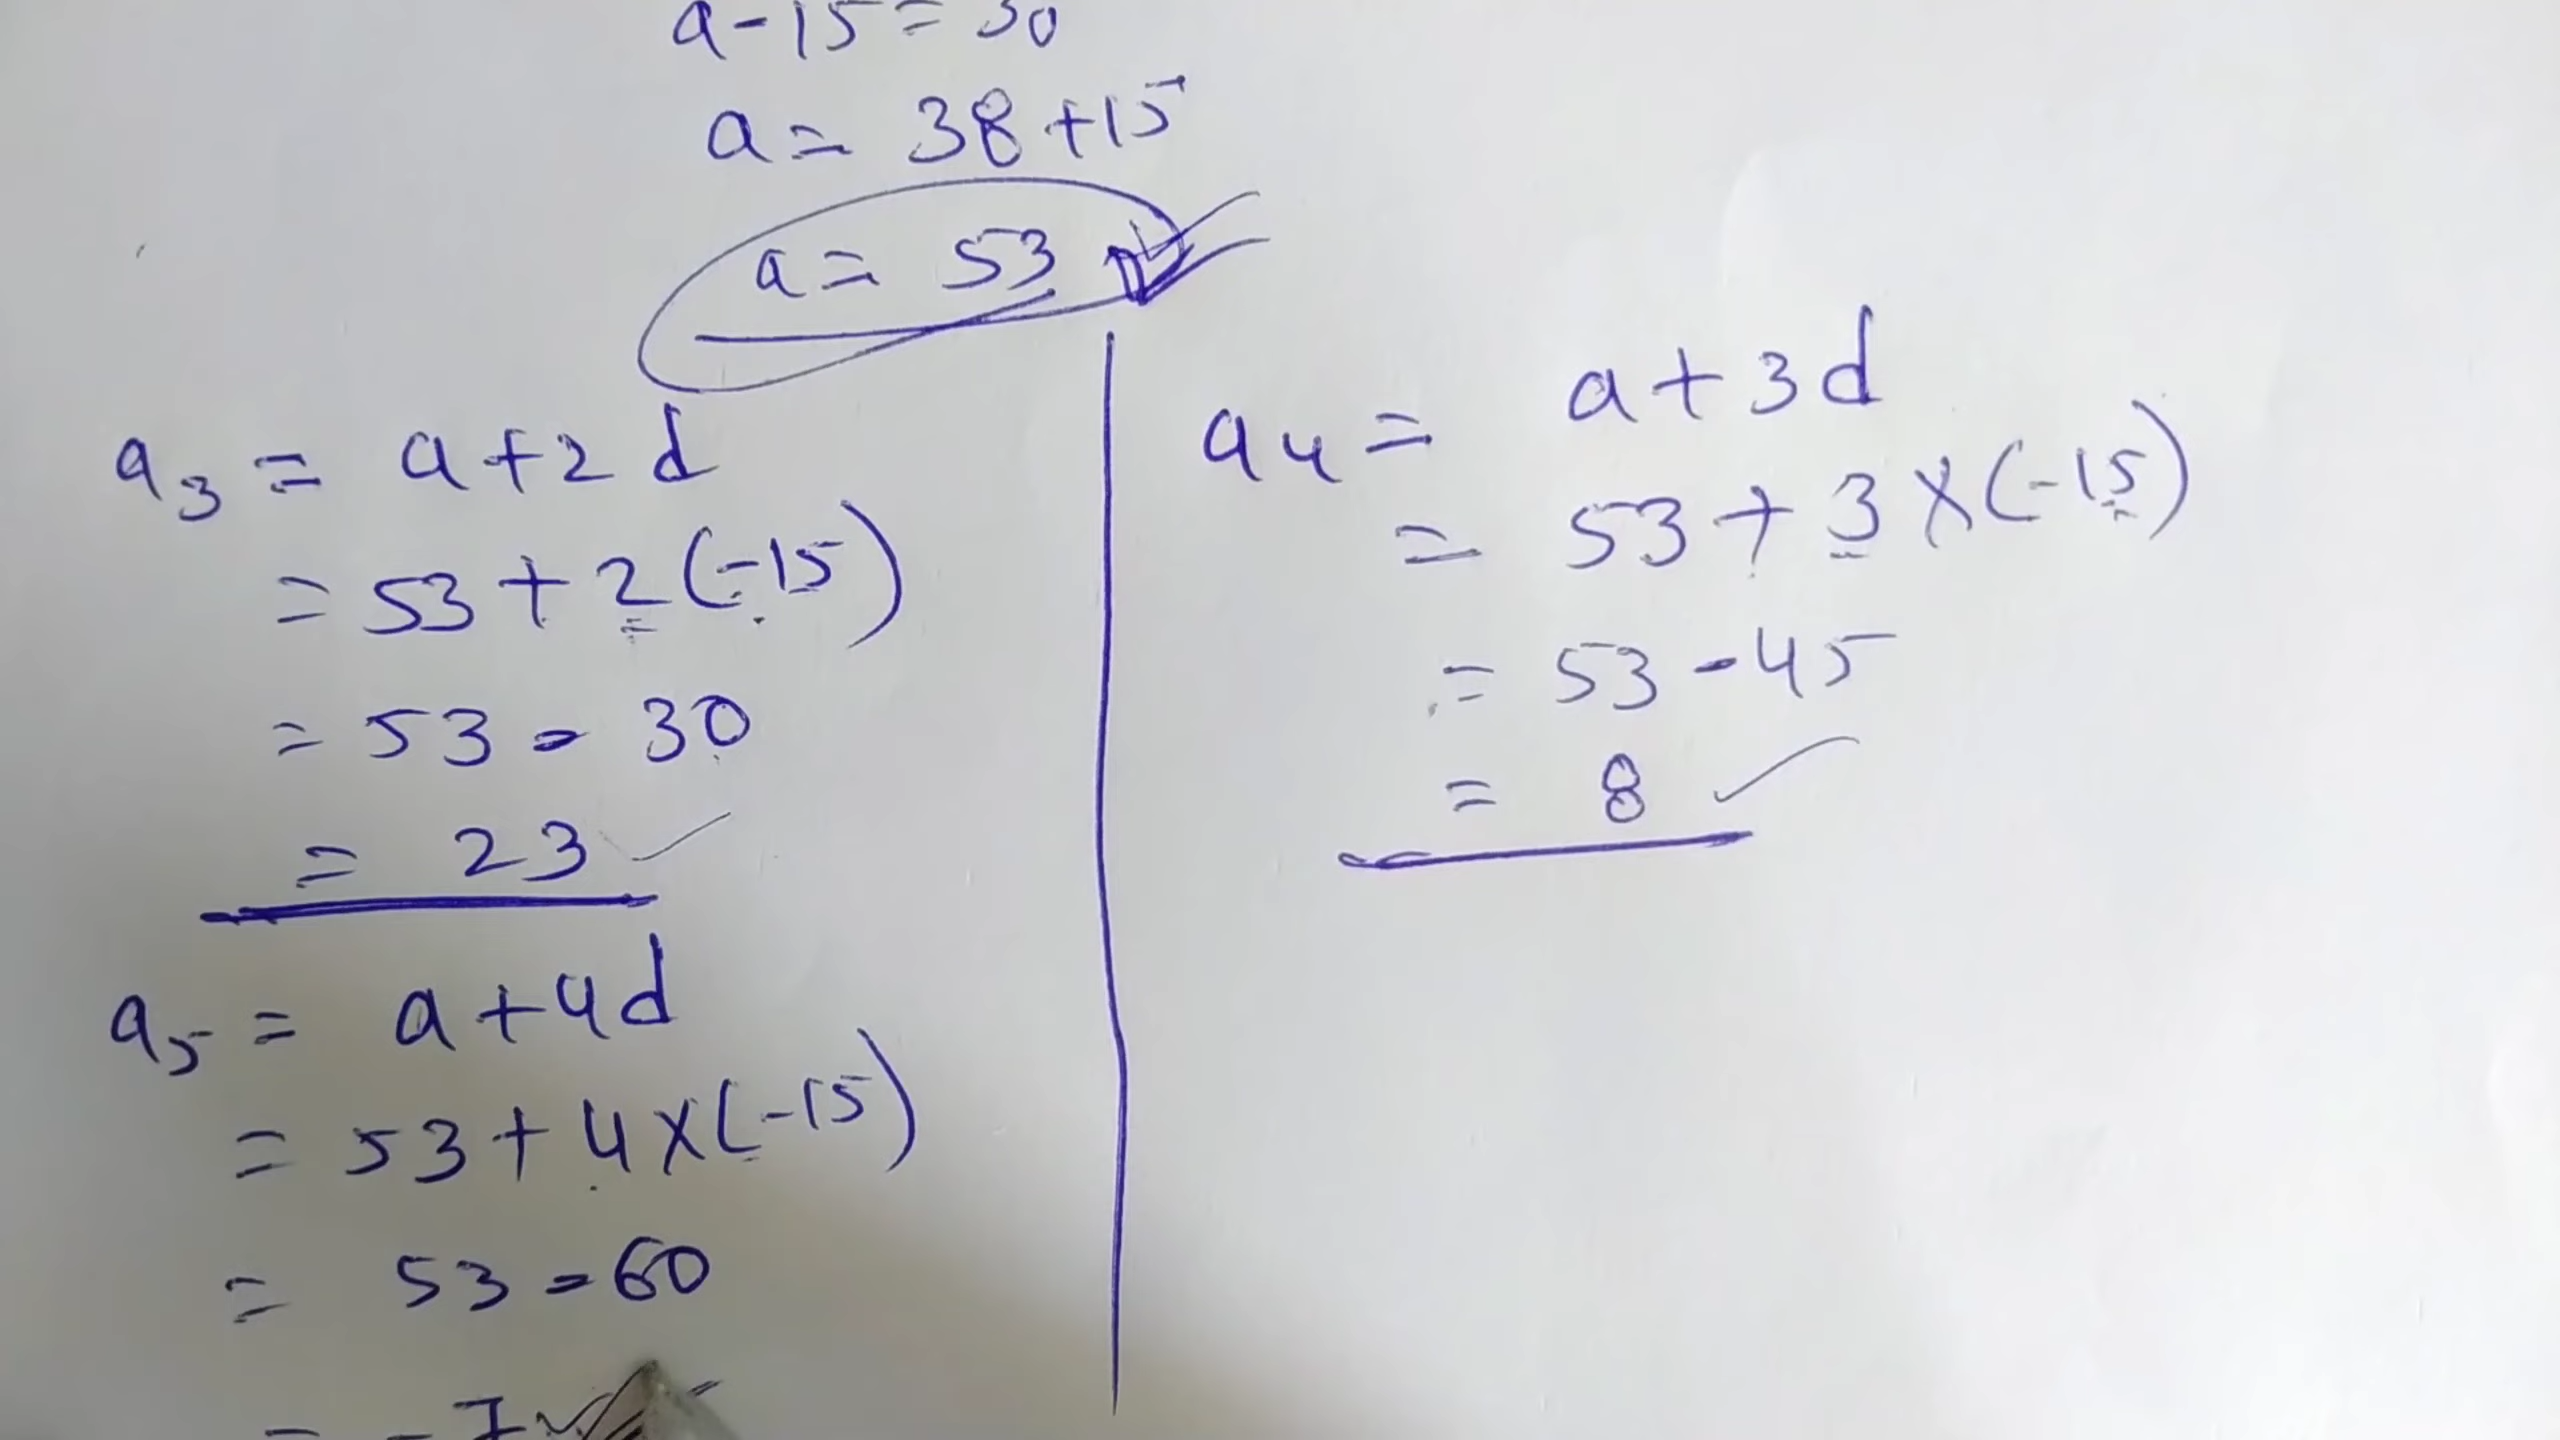 a - 15 = 38
a = 38 + 15
a = 53
a₃ = a + 2d
= 53 + 2(-15)
= 53 - 30
= 23
a₅ = a + 4d
= 53 + 4 × (-15)
= 53 - 60
= -7
a₄ = a + 3d
= 53 + 3 × (-15)
= 53 - 45
= 8